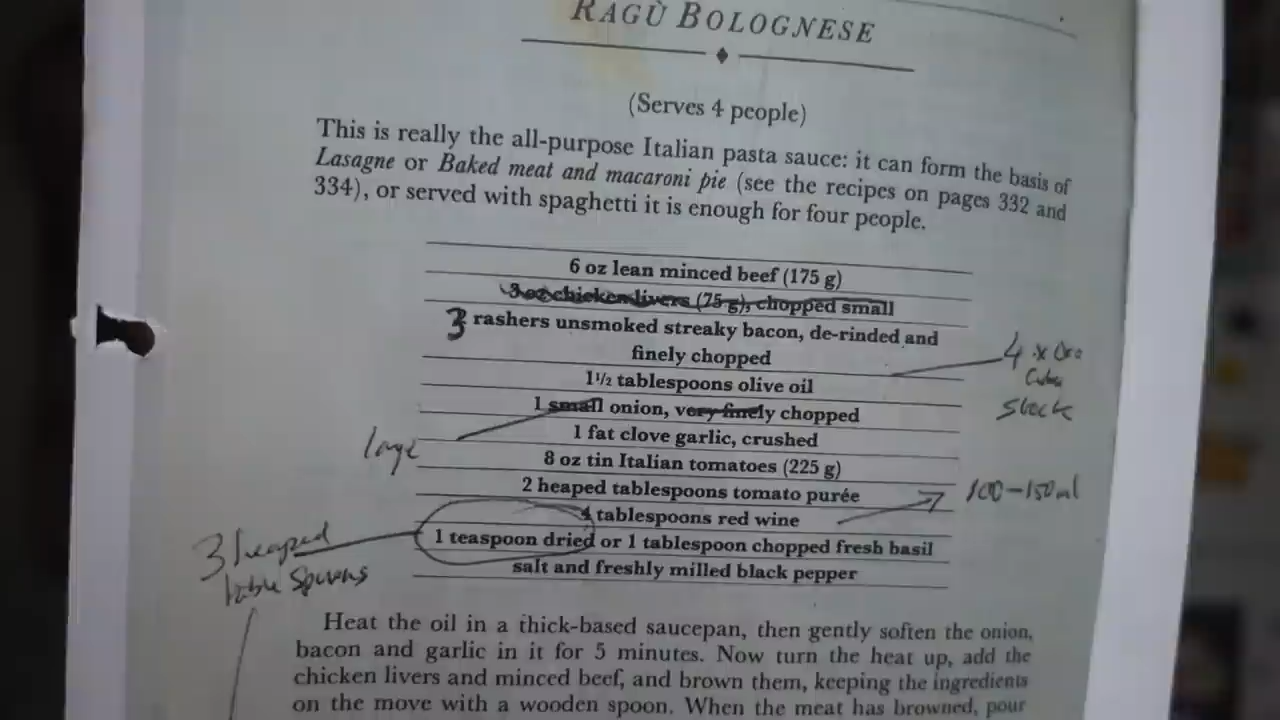 RAGÙ BOLOGNESE
(Serves 4 people)
This is really the all-purpose Italian pasta sauce: it can form the basis of
Lasagne or Baked meat and macaroni pie (see the recipes on pages 332 and
334), or served with spaghetti it is enough for four people.
6 oz lean minced beef (175 g)
3 oz chicken livers (75 g), chopped small
3 rashers unsmoked streaky bacon, de-rinded and
finely chopped
4 x Oxo
Cubes
Stock
1½ tablespoons olive oil
1 small onion, very finely chopped
large
1 fat clove garlic, crushed
8 oz tin Italian tomatoes (225 g)
2 heaped tablespoons tomato purée
100-150ml
4 tablespoons red wine
3 heaped
table Spoons
1 teaspoon dried or 1 tablespoon chopped fresh basil
salt and freshly milled black pepper
Heat the oil in a thick-based saucepan, then gently soften the onion,
bacon and garlic in it for 5 minutes. Now turn the heat up, add the
chicken livers and minced beef, and brown them, keeping the ingredients
on the move with a wooden spoon. When the meat has browned, pour